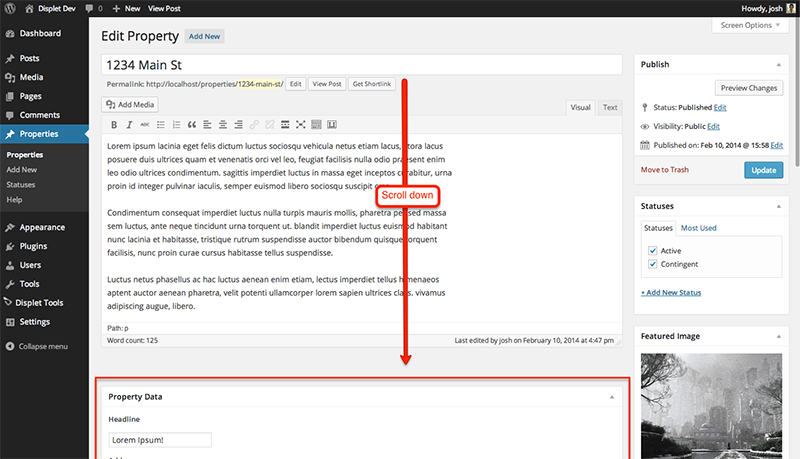 Displet Dev 0 + New View Post Howdy, josh
Screen Options
Dashboard
Posts
Media
Pages
Comments
Properties
Properties
Add New
Statuses
Help
Appearance
Plugins
Users
Tools
Displet Tools
Settings
Collapse menu
Edit Property Add New
1234 Main St
Permalink: http://localhost/properties/1234-main-st/ Edit View Post Get Shortlink
Add Media Visual Text
B I ABC
Lorem ipsum lacinia eget felis dictum luctus sociosqu vehicula netus etiam lacus, lacus
posuere duis ultrices quam et venenatis orci vel leo, feugiat facilisis nulla odio praesent enim
leo odio ultrices condimentum. sagittis imperdiet luctus in massa eget inceptos curabitur, urna
proin id integer pulvinar iaculis, semper euismod libero sociosqu suscipit
Scroll down
Condimentum consequat imperdiet luctus nulla turpis mauris mollis, pharetra sed massa
sem luctus, ante neque tincidunt urna torquent ut. blandit imperdiet luctus euismod habitant
nunc lacinia et habitasse, tristique rutrum suspendisse auctor bibendum quisque torquent
facilisis, nunc proin curae cursus habitasse tellus suspendisse.
Luctus netus phasellus ac hac luctus aenean enim etiam, lectus imperdiet tellus himenaeos
aptent auctor aenean pharetra, velit potenti ullamcorper lorem sapien ultrices class. vivamus
adipiscing augue, libero.
Path: p
Word count: 125 Last edited by josh on February 10, 2014 at 4:47 pm
Property Data
Headline
Lorem Ipsum!
Publish
Preview Changes
Status: Published Edit
Visibility: Public Edit
Published on: Feb 10, 2014 @ 15:58 Edit
Move to Trash Update
Statuses
Statuses Most Used
Active
Contingent
+ Add New Status
Featured Image